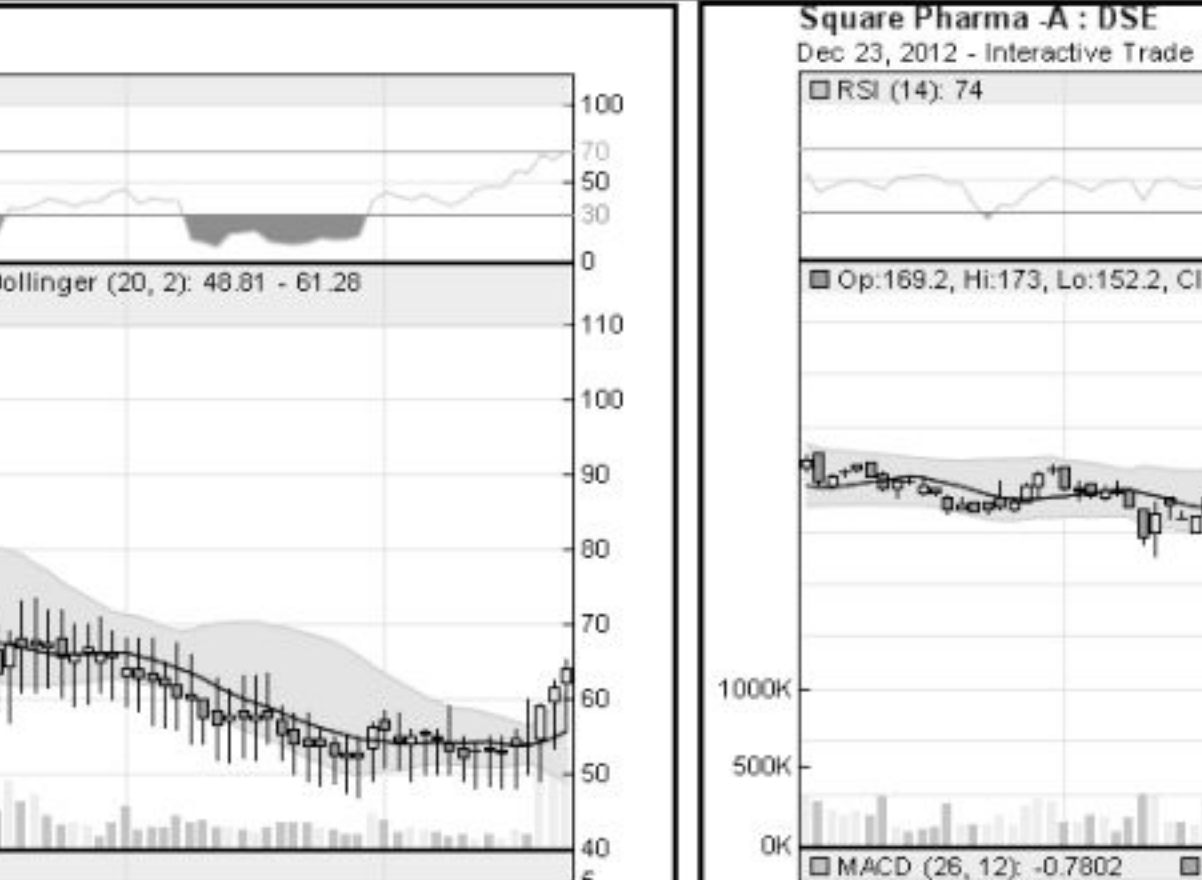 100
70
50
30
0
ollinger (20, 2): 48.81 - 61.28
110
100
90
80
70
60
50
40
Square Pharma -A : DSE
Dec 23, 2012 - Interactive Trade
RSI (14): 74
Op:169.2, Hi:173, Lo:152.2, Cl
1000K
500K
0K
MACD (26, 12): -0.7802